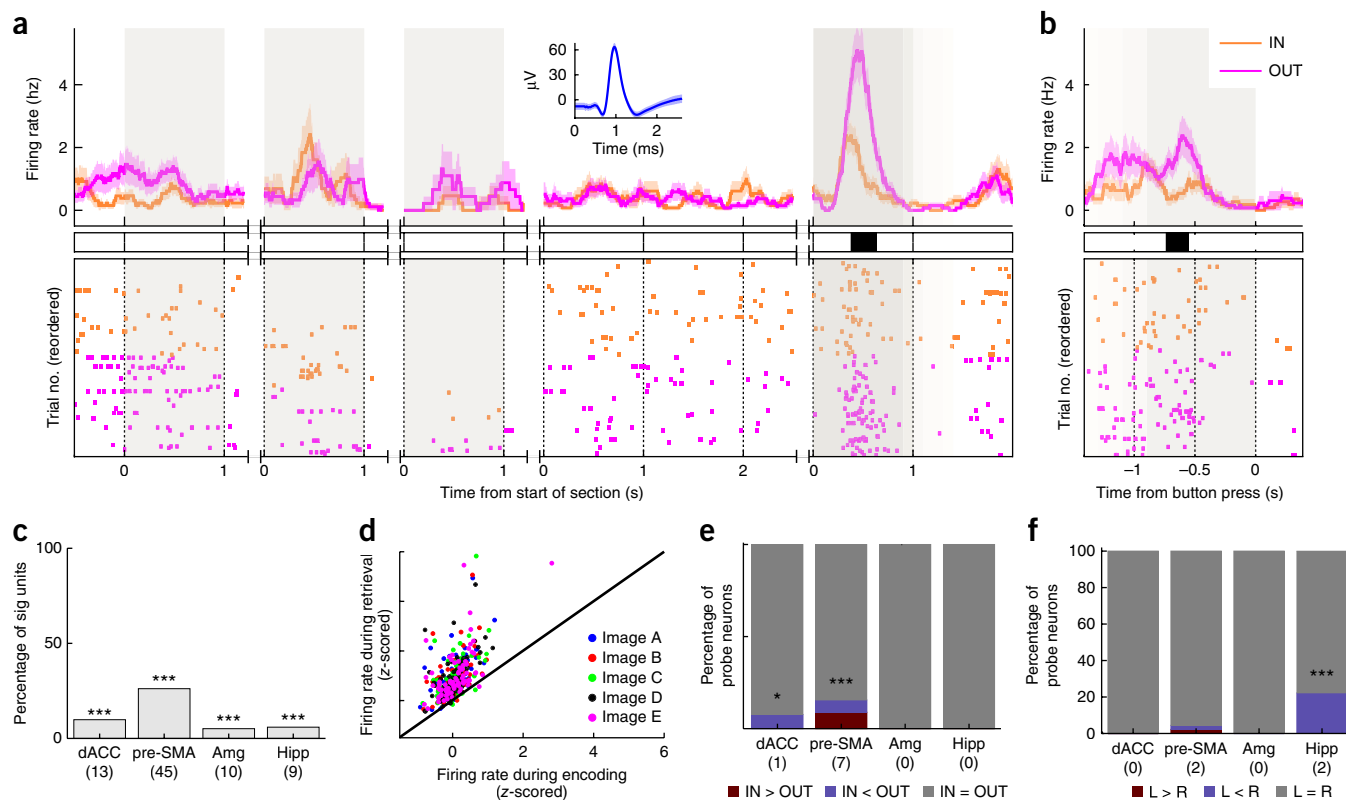 a
b
Firing rate (hz)
4
2
0
µV
60
0
0 1 2
Time (ms)
Firing rate (Hz)
4
2
0
IN
OUT
Trial no. (reordered)
0 1 0 1 0 1 0 1 2 0 1
Time from start of section (s)
Trial no. (reordered)
−1 −0.5 0
Time from button press (s)
c
Percentage of sig units
100
50
0
*** *** *** ***
dACC pre-SMA Amg Hipp
(13) (45) (10) (9)
d
Firing rate during retrieval
(z-scored)
Image A
Image B
Image C
Image D
Image E
0 2 4 6
Firing rate during encoding
(z-scored)
e
Percentage of
probe neurons
* ***
dACC pre-SMA Amg Hipp
(1) (7) (0) (0)
IN > OUT IN < OUT IN = OUT
f
Percentage of
probe neurons
100
80
60
40
20
0
***
dACC pre-SMA Amg Hipp
(0) (2) (0) (2)
L > R L < R L = R